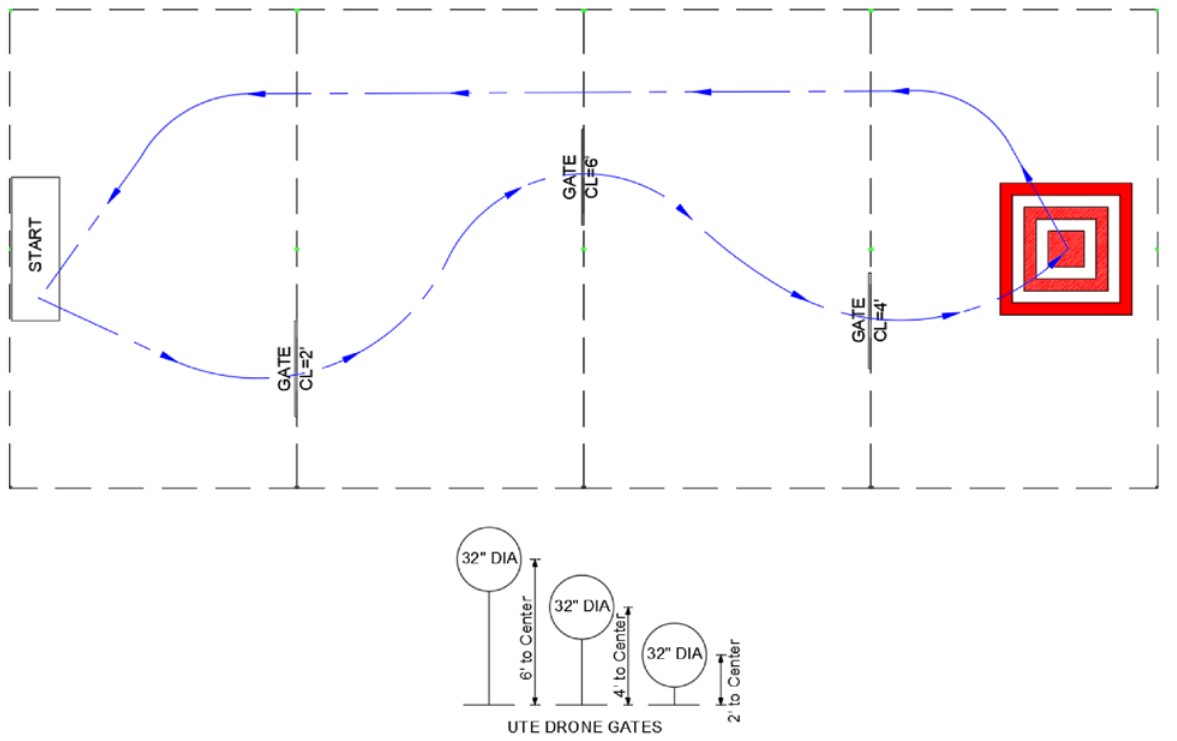 START
GATE
CL=2'
GATE
CL=6'
GATE
CL=4'
32" DIA
6' to Center
32" DIA
4' to Center
32" DIA
2' to Center
UTE DRONE GATES